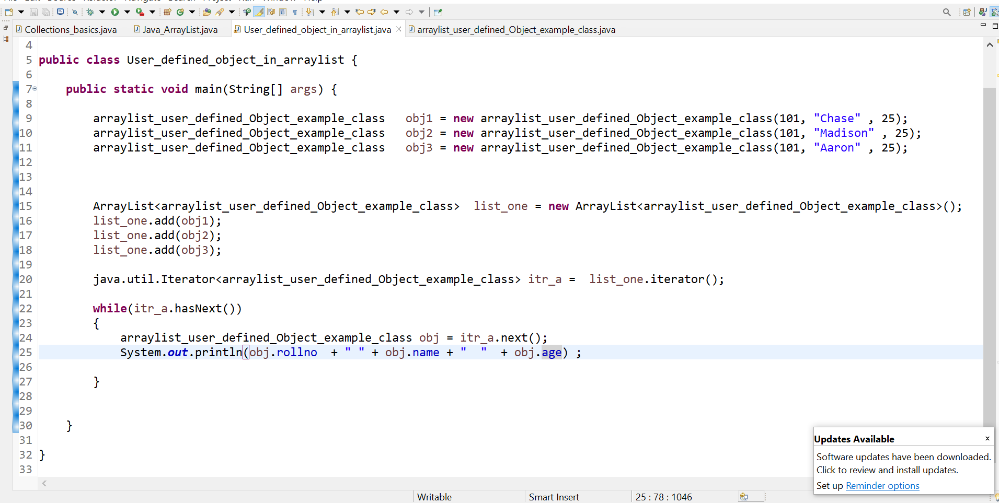 Collections_basics.java
Java_ArrayList.java
User_defined_object_in_arraylist.java
arraylist_user_defined_Object_example_class.java
4
5 public class User_defined_object_in_arraylist {
6
7 public static void main(String[] args) {
8
9 arraylist_user_defined_Object_example_class   obj1 = new arraylist_user_defined_Object_example_class(101, "Chase" , 25);
10 arraylist_user_defined_Object_example_class   obj2 = new arraylist_user_defined_Object_example_class(101, "Madison" , 25);
11 arraylist_user_defined_Object_example_class   obj3 = new arraylist_user_defined_Object_example_class(101, "Aaron" , 25);
12
13
14
15 ArrayList<arraylist_user_defined_Object_example_class>  list_one = new ArrayList<arraylist_user_defined_Object_example_class>();
16 list_one.add(obj1);
17 list_one.add(obj2);
18 list_one.add(obj3);
19
20 java.util.Iterator<arraylist_user_defined_Object_example_class> itr_a =  list_one.iterator();
21
22 while(itr_a.hasNext())
23 {
24 arraylist_user_defined_Object_example_class obj = itr_a.next();
25 System.out.println(obj.rollno  + " " + obj.name + "  "  + obj.age) ;
26
27 }
28
29
30 }
31
32 }
33
Updates Available
Software updates have been downloaded.
Click to review and install updates.
Set up Reminder options
Writable
Smart Insert
25 : 78 : 1046